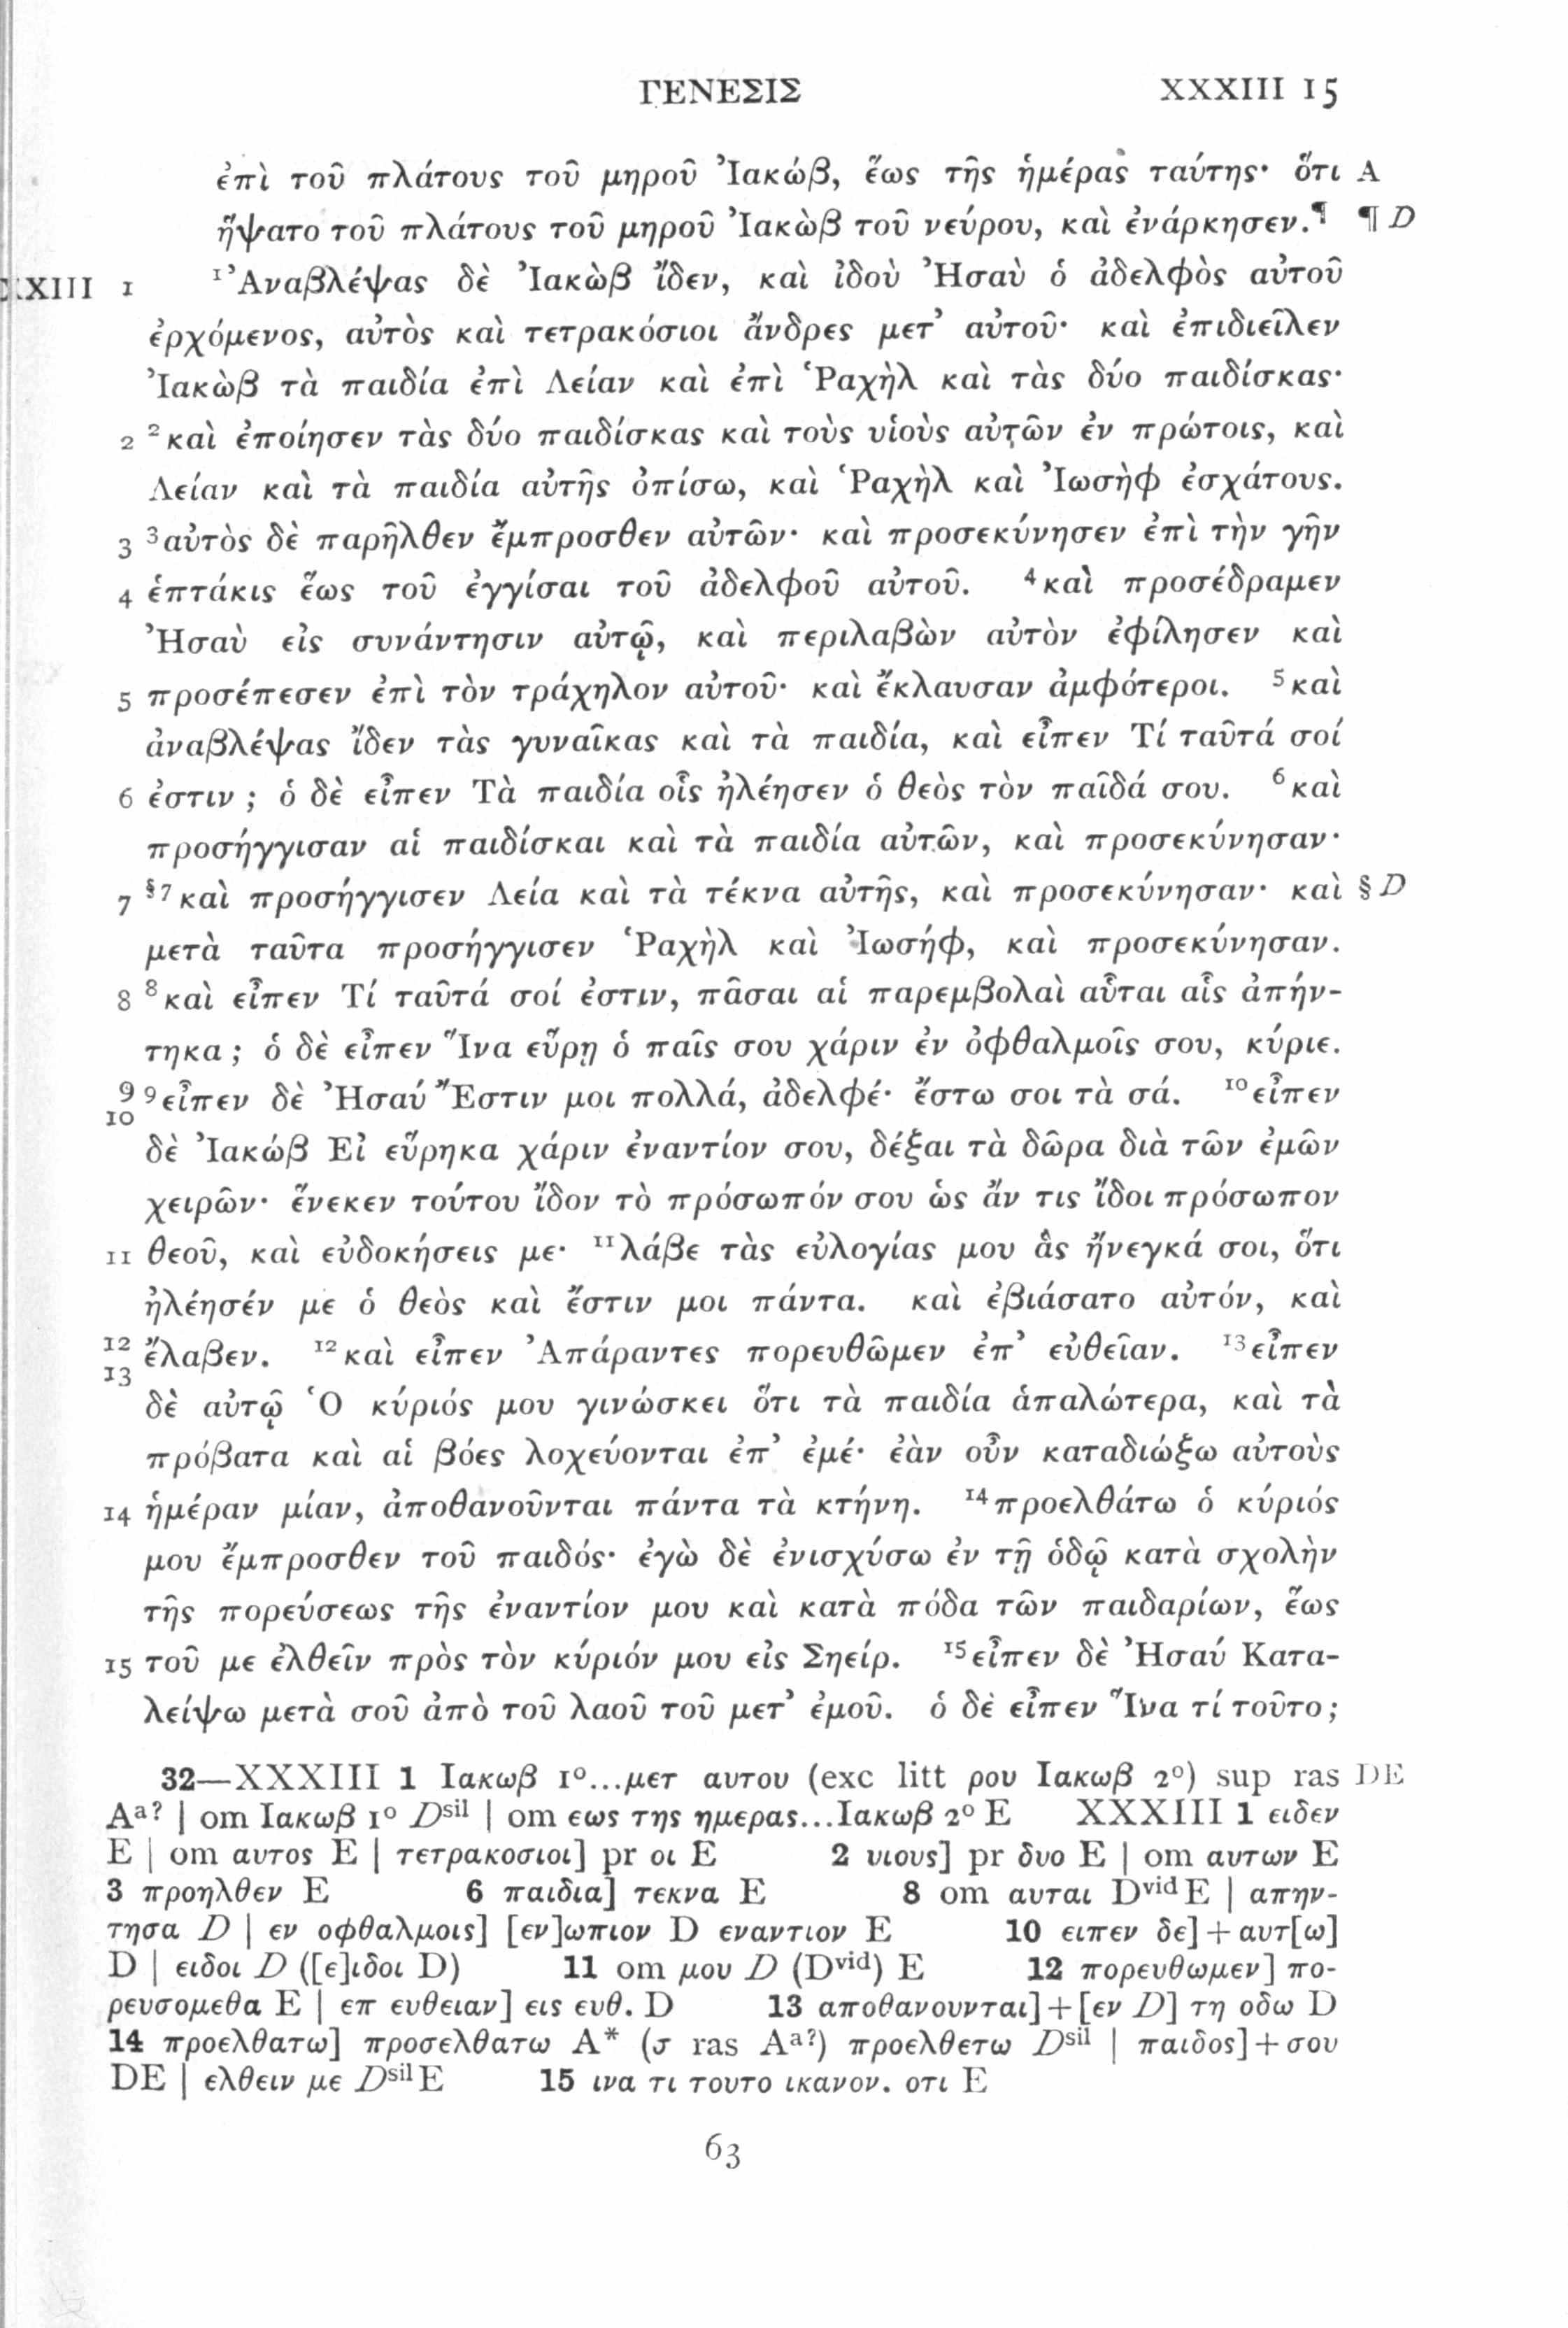 ΓΕΝΕΣΙΣ XXXIII 15
ἐπὶ τοῦ πλάτους τοῦ μηροῦ Ἰακώβ, ἕως τῆς ἡμέρας ταύτης· ὅτι A
ἥψατο τοῦ πλάτους τοῦ μηροῦ Ἰακὼβ τοῦ νεύρου, καὶ ἐνάρκησεν.¶ ¶ D
XXIII 1 ¹Ἀναβλέψας δὲ Ἰακὼβ ἴδεν, καὶ ἰδοὺ Ἠσαὺ ὁ ἀδελφὸς αὐτοῦ
ἐρχόμενος, αὐτὸς καὶ τετρακόσιοι ἄνδρες μετ᾽ αὐτοῦ· καὶ ἐπιδιεῖλεν
Ἰακὼβ τὰ παιδία ἐπὶ Λείαν καὶ ἐπὶ Ῥαχὴλ καὶ τὰς δύο παιδίσκας·
2 ²καὶ ἐποίησεν τὰς δύο παιδίσκας καὶ τοὺς υἱοὺς αὐτῶν ἐν πρώτοις, καὶ
Λείαν καὶ τὰ παιδία αὐτῆς ὀπίσω, καὶ Ῥαχὴλ καὶ Ἰωσὴφ ἐσχάτους.
3 ³αὐτὸς δὲ παρῆλθεν ἔμπροσθεν αὐτῶν· καὶ προσεκύνησεν ἐπὶ τὴν γῆν
4 ἑπτάκις ἕως τοῦ ἐγγίσαι τοῦ ἀδελφοῦ αὐτοῦ. ⁴καὶ προσέδραμεν
Ἠσαὺ εἰς συνάντησιν αὐτῷ, καὶ περιλαβὼν αὐτὸν ἐφίλησεν καὶ
5 προσέπεσεν ἐπὶ τὸν τράχηλον αὐτοῦ· καὶ ἔκλαυσαν ἀμφότεροι. ⁵καὶ
ἀναβλέψας ἴδεν τὰς γυναῖκας καὶ τὰ παιδία, καὶ εἶπεν Τί ταῦτά σοί
6 ἐστιν ; ὁ δὲ εἶπεν Τὰ παιδία οἷς ἠλέησεν ὁ θεὸς τὸν παῖδά σου. ⁶καὶ
προσήγγισαν αἱ παιδίσκαι καὶ τὰ παιδία αὐτῶν, καὶ προσεκύνησαν·
7 §⁷καὶ προσήγγισεν Λεία καὶ τὰ τέκνα αὐτῆς, καὶ προσεκύνησαν· καὶ § D
μετὰ ταῦτα προσήγγισεν Ῥαχὴλ καὶ Ἰωσήφ, καὶ προσεκύνησαν.
8 ⁸καὶ εἶπεν Τί ταῦτά σοί ἐστιν, πᾶσαι αἱ παρεμβολαὶ αὗται αἷς ἀπήν-
τηκα ; ὁ δὲ εἶπεν Ἵνα εὕρῃ ὁ παῖς σου χάριν ἐν ὀφθαλμοῖς σου, κύριε.
9 ⁹εἶπεν δὲ Ἠσαύ Ἔστιν μοι πολλά, ἀδελφέ· ἔστω σοι τὰ σά. ¹⁰εἶπεν
10 δὲ Ἰακώβ Εἰ εὕρηκα χάριν ἐναντίον σου, δέξαι τὰ δῶρα διὰ τῶν ἐμῶν
χειρῶν· ἕνεκεν τούτου ἴδον τὸ πρόσωπόν σου ὡς ἄν τις ἴδοι πρόσωπον
11 θεοῦ, καὶ εὐδοκήσεις με· ¹¹λάβε τὰς εὐλογίας μου ἃς ἤνεγκά σοι, ὅτι
ἠλέησέν με ὁ θεὸς καὶ ἔστιν μοι πάντα. καὶ ἐβιάσατο αὐτόν, καὶ
12 ἔλαβεν. ¹²καὶ εἶπεν Ἀπάραντες πορευθῶμεν ἐπ᾽ εὐθεῖαν. ¹³εἶπεν
13 δὲ αὐτῷ Ὁ κύριός μου γινώσκει ὅτι τὰ παιδία ἁπαλώτερα, καὶ τὰ
πρόβατα καὶ αἱ βόες λοχεύονται ἐπ᾽ ἐμέ· ἐὰν οὖν καταδιώξω αὐτοὺς
14 ἡμέραν μίαν, ἀποθανοῦνται πάντα τὰ κτήνη. ¹⁴προελθάτω ὁ κύριός
μου ἔμπροσθεν τοῦ παιδός· ἐγὼ δὲ ἐνισχύσω ἐν τῇ ὁδῷ κατὰ σχολὴν
τῆς πορεύσεως τῆς ἐναντίον μου καὶ κατὰ πόδα τῶν παιδαρίων, ἕως
15 τοῦ με ἐλθεῖν πρὸς τὸν κύριόν μου εἰς Σηείρ. ¹⁵εἶπεν δὲ Ἠσαύ Κατα-
λείψω μετὰ σοῦ ἀπὸ τοῦ λαοῦ τοῦ μετ᾽ ἐμοῦ. ὁ δὲ εἶπεν Ἵνα τί τοῦτο ;
32—XXXIII 1 Ιακωβ 1⁰...μετ αυτου (exc litt ρου Ιακωβ 2⁰) sup ras DE
Aᵃ? | om Ιακωβ 1⁰ Dˢⁱˡ | om εως της ημερας...Ιακωβ 2⁰ E XXXIII 1 ειδεν
E | om αυτος E | τετρακοσιοι] pr οι E 2 υιους] pr δυο E | om αυτων E
3 προηλθεν E 6 παιδια] τεκνα E 8 om αυται Dᵛⁱᵈ E | απην-
τησα D | εν οφθαλμοις] [εν]ωπιον D εναντιον E 10 ειπεν δε] + αυτ[ω]
D | ειδοι D ([ε]ιδοι D) 11 om μου D (Dᵛⁱᵈ) E 12 πορευθωμεν] πο-
ρευσομεθα E | επ ευθειαν] εις ευθ. D 13 αποθανουνται] + [εν D] τη οδω D
14 προελθατω] προσελθατω A* (σ ras Aᵃ?) προελθετω Dˢⁱˡ | παιδος] + σου
DE | ελθειν με Dˢⁱˡ E 15 ινα τι τουτο ικανον. οτι E
63